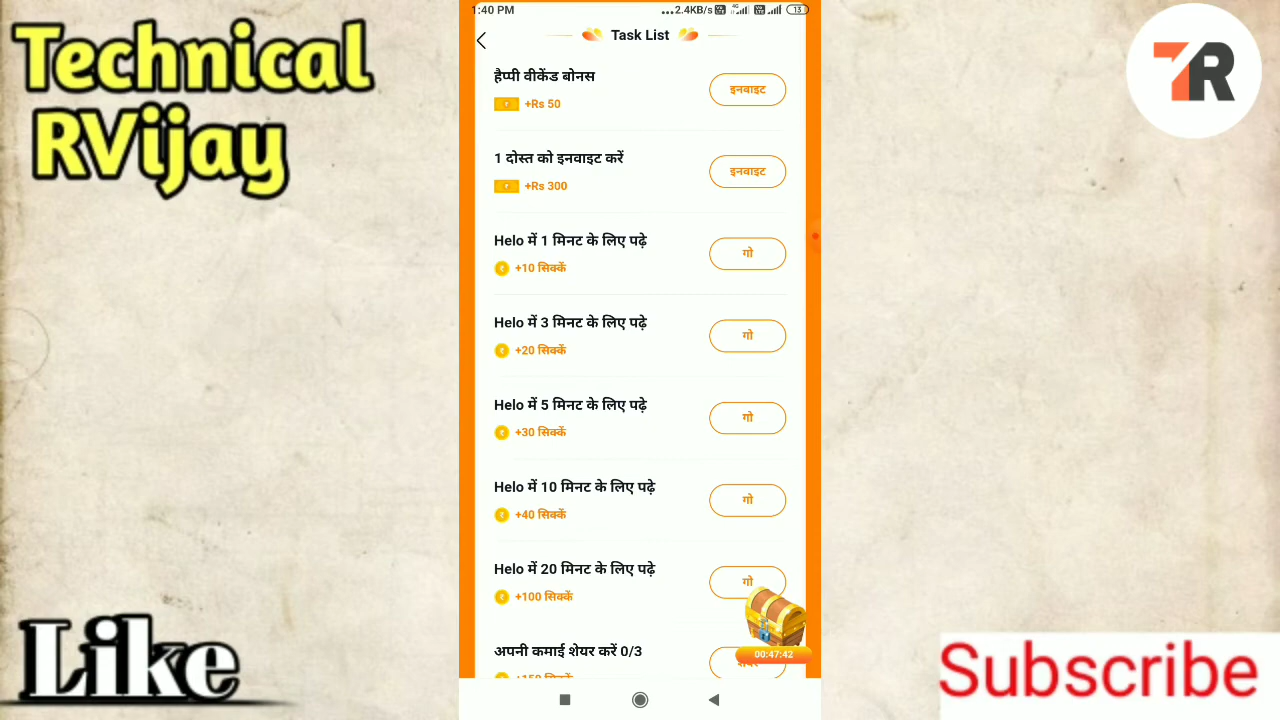 Technical
RVijay
1:40 PM
...2.4KB/s
13
Task List
हैप्पी वीकेंड बोनस
+Rs 50
इनवाइट
1 दोस्त को इनवाइट करें
+Rs 300
इनवाइट
Helo में 1 मिनट के लिए पढ़े
+10 सिक्कें
गो
Helo में 3 मिनट के लिए पढ़े
+20 सिक्कें
गो
Helo में 5 मिनट के लिए पढ़े
+30 सिक्कें
गो
Helo में 10 मिनट के लिए पढ़े
+40 सिक्कें
गो
Helo में 20 मिनट के लिए पढ़े
+100 सिक्कें
गो
00:47:42
अपनी कमाई शेयर करें 0/3
7R
Like
Subscribe